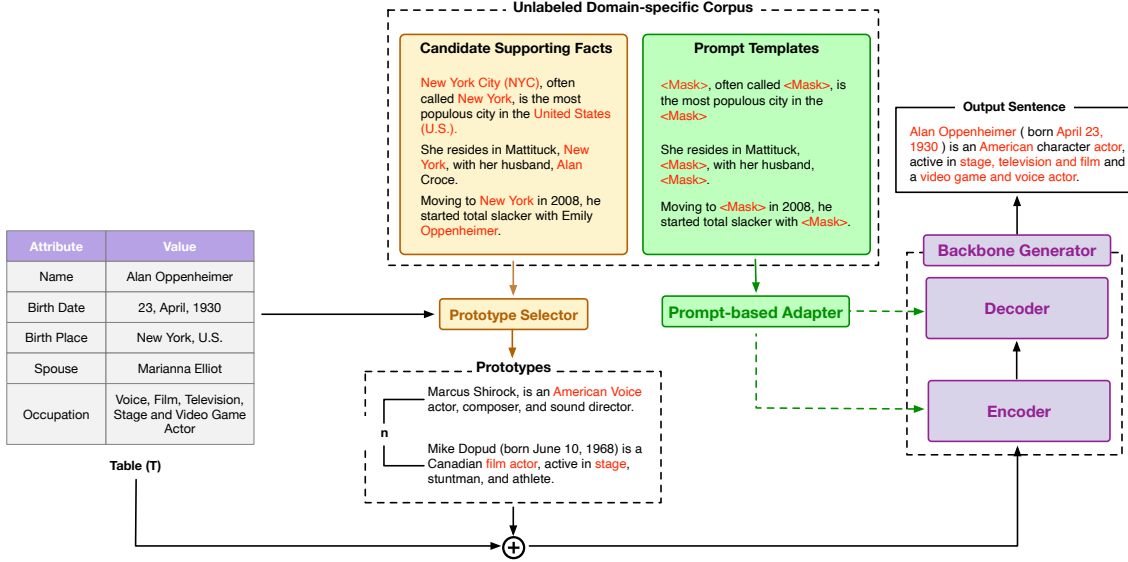 Unlabeled Domain-specific Corpus
Candidate Supporting Facts
New York City (NYC), often
called New York, is the most
populous city in the United States
(U.S.).
She resides in Mattituck, New
York, with her husband, Alan
Croce.
Moving to New York in 2008, he
started total slacker with Emily
Oppenheimer.
Prompt Templates
<Mask>, often called <Mask>, is
the most populous city in the
<Mask>
She resides in Mattituck,
<Mask>, with her husband,
<Mask>.
Moving to <Mask> in 2008, he
started total slacker with <Mask>.
Output Sentence
Alan Oppenheimer ( born April 23,
1930 ) is an American character actor,
active in stage, television and film and
a video game and voice actor.
Attribute Value
Name Alan Oppenheimer
Birth Date 23, April, 1930
Birth Place New York, U.S.
Spouse Marianna Elliot
Occupation Voice, Film, Television,
Stage and Video Game
Actor
Table (T)
Prototype Selector
Prompt-based Adapter
Backbone Generator
Decoder
Encoder
Prototypes
Marcus Shirock, is an American Voice
actor, composer, and sound director.
n
Mike Dopud (born June 10, 1968) is a
Canadian film actor, active in stage,
stuntman, and athlete.
+